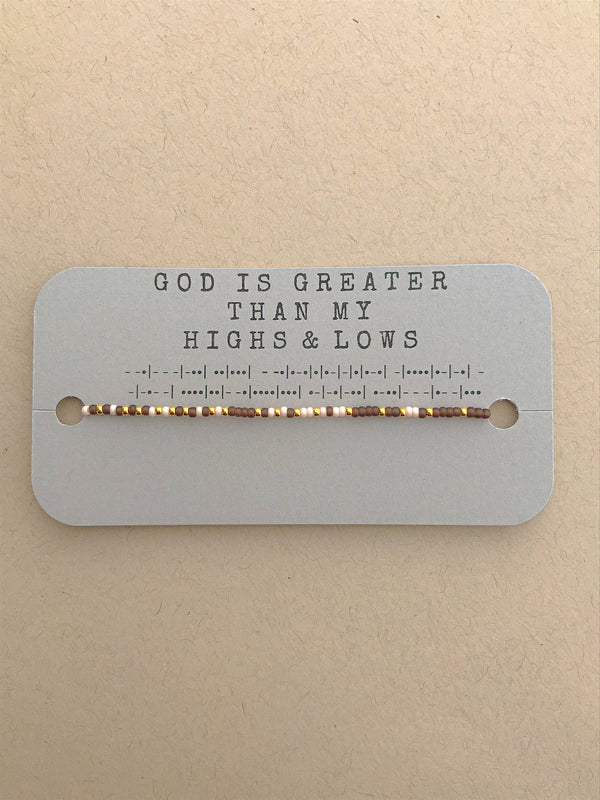 GOD IS GREATER
THAN MY
HIGHS & LOWS